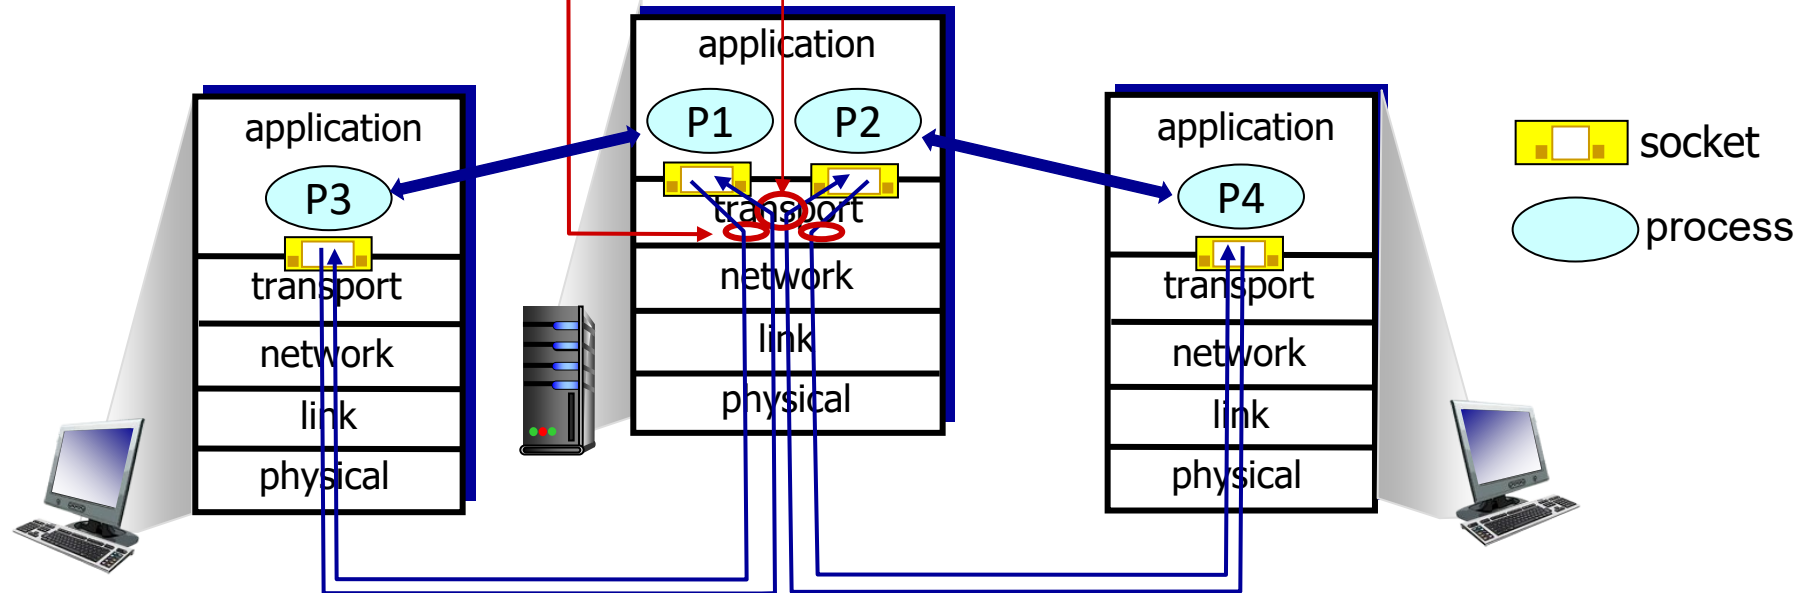 application
P1
P2
transport
network
link
physical
application
P3
transport
network
link
physical
application
P4
transport
network
link
physical
socket
process